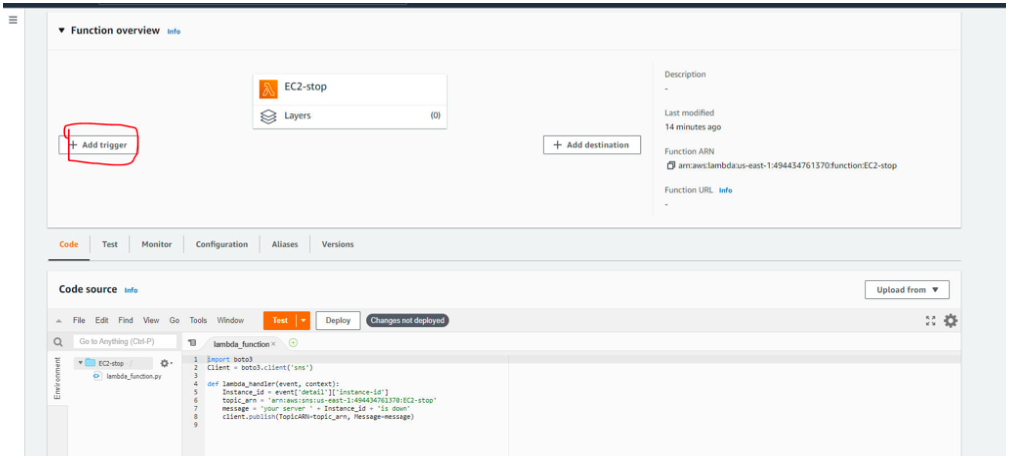 ▼ Function overview Info
EC2-stop
Layers (0)
+ Add trigger
+ Add destination
Description
-
Last modified
14 minutes ago
Function ARN
arn:aws:lambda:us-east-1:494434761370:function:EC2-stop
Function URL Info
-
Code Test Monitor Configuration Aliases Versions
Code source Info
Upload from ▼
File Edit Find View Go Tools Window Test Deploy Changes not deployed
Go to Anything (Ctrl-P)
lambda_function ×
Environment
EC2-stop /
lambda_function.py
1 import boto3
2 Client = boto3.client('sns')
3
4 def lambda_handler(event, context):
5 Instance_id = event['detail']['instance-id']
6 topic_arn = 'arn:aws:sns:us-east-1:494434761370:EC2-stop'
7 message = 'your server ' + Instance_id + 'is down'
8 client.publish(TopicARN=topic_arn, Message=message)
9